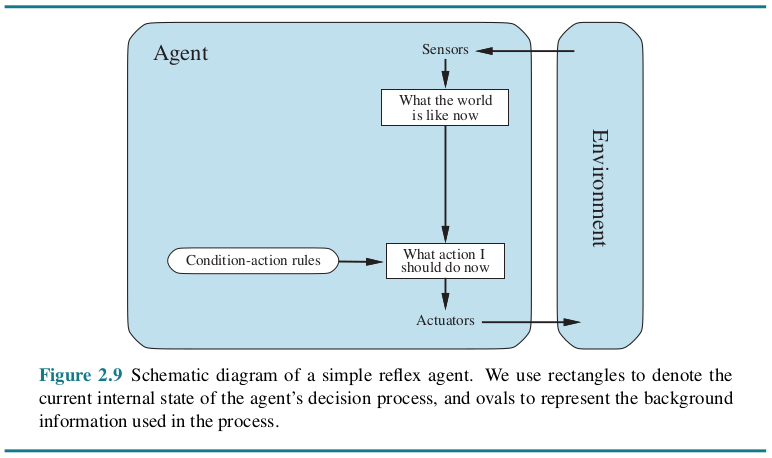 Agent
Sensors
What the world
is like now
Environment
Condition-action rules
What action I
should do now
Actuators
Figure 2.9 Schematic diagram of a simple reflex agent. We use rectangles to denote the
current internal state of the agent's decision process, and ovals to represent the background
information used in the process.